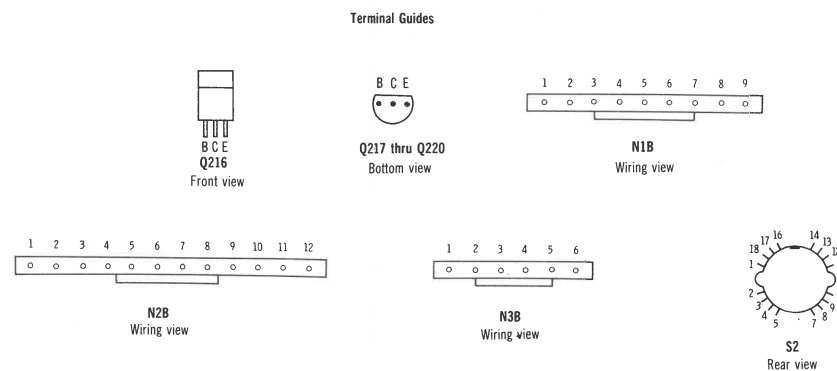 Terminal Guides
B C E
Q216
Front view
B C E
Q217 thru Q220
Bottom view
1 2 3 4 5 6 7 8 9
N1B
Wiring view
1 2 3 4 5 6 7 8 9 10 11 12
N2B
Wiring view
1 2 3 4 5 6
N3B
Wiring view
16 14
17 13
18
1
2 9
3 8
4 7
5
S2
Rear view